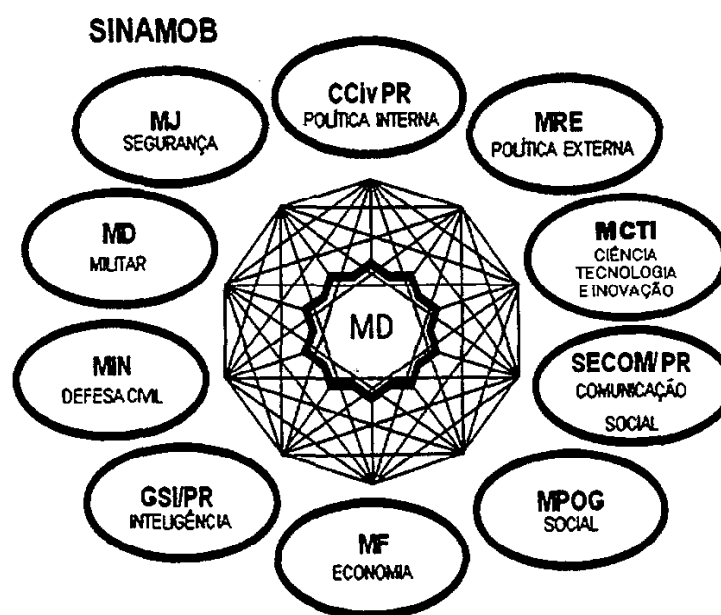 SINAMOB
CCivPR
POLÍTICA INTERNA
MRE
POLÍTICA EXTERNA
MCTI
CIÊNCIA
TECNOLOGIA
E INOVAÇÃO
SECOM/PR
COMUNICAÇÃO
SOCIAL
MPOG
SOCIAL
MF
ECONOMIA
GSI/PR
INTELIGÊNCIA
MIN
DEFESA CIVIL
MD
MILITAR
MJ
SEGURANÇA
MD